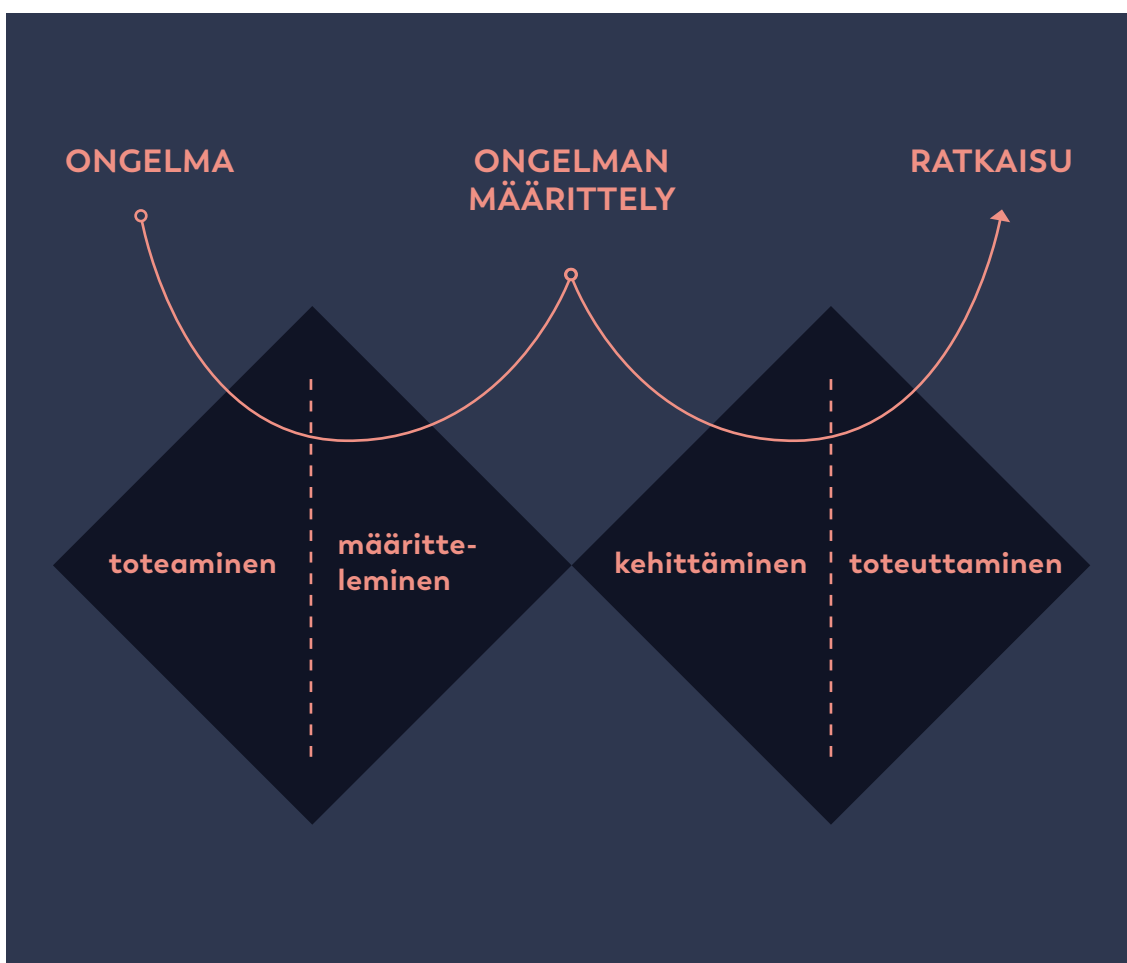 ONGELMA
ONGELMAN
MÄÄRITTELY
RATKAISU
toteaminen
määritte-
leminen
kehittäminen
toteuttaminen